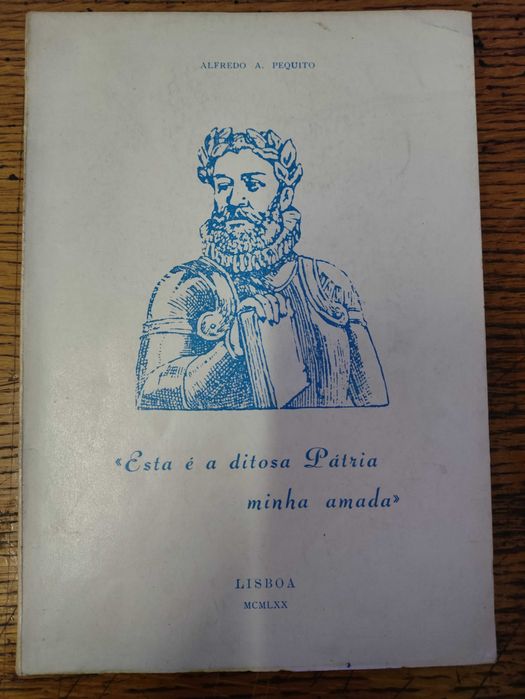 ALFREDO A. PEQUITO
«Esta é a ditosa Pátria
minha amada»
LISBOA
MCMLXX